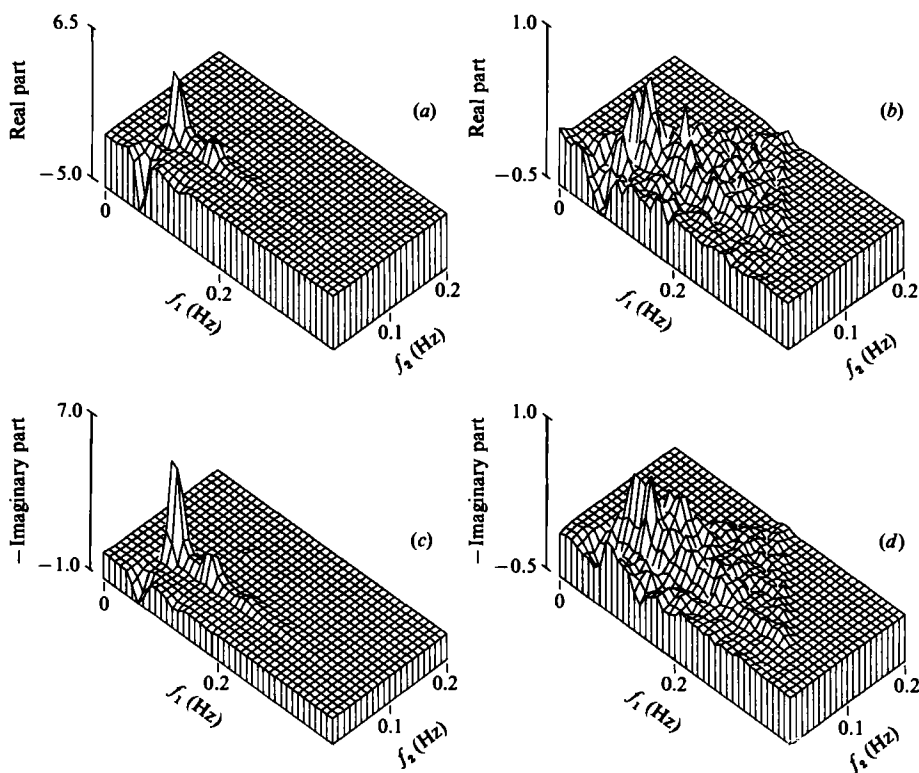 6.5
Real part
(a)
−5.0
0
0.2
f₁ (Hz)
0.1
0.2
f₂ (Hz)
1.0
Real part
(b)
−0.5
0
0.2
f₁ (Hz)
0.1
0.2
f₂ (Hz)
7.0
−Imaginary part
(c)
−1.0
0
0.2
f₁ (Hz)
0.1
0.2
f₂ (Hz)
1.0
−Imaginary part
(d)
−0.5
0
0.2
f₁ (Hz)
0.1
0.2
f₂ (Hz)